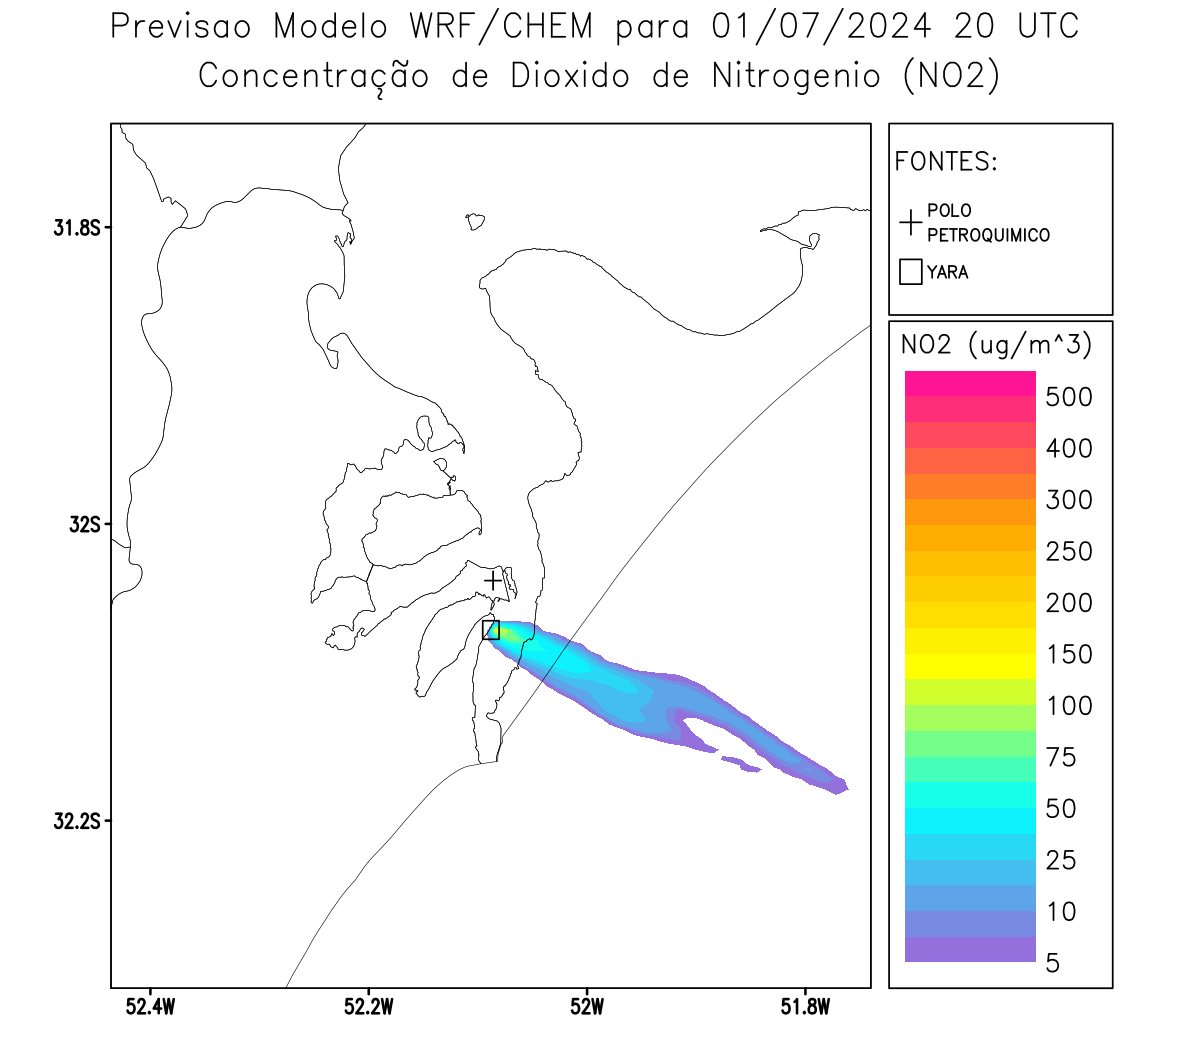 Previsao Modelo WRF/CHEM para 01/07/2024 20 UTC
Concentração de Dioxido de Nitrogenio (NO2)
FONTES:
POLO
PETROQUIMICO
YARA
NO2 (ug/m^3)
500
400
300
250
200
150
100
75
50
25
10
5
31.8S
32S
32.2S
52.4W
52.2W
52W
51.8W